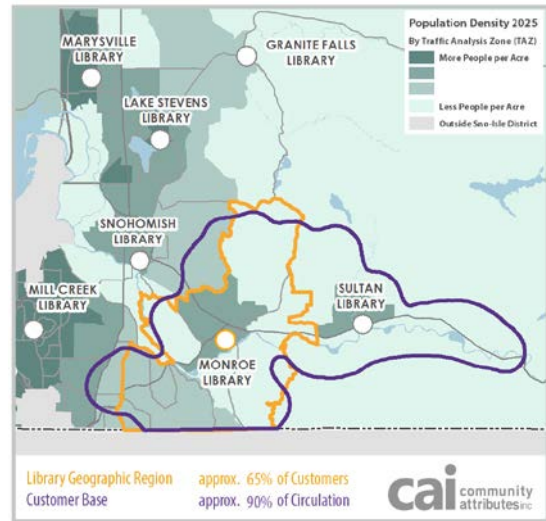 Population Density 2025
By Traffic Analysis Zone (TAZ)
More People per Acre
Less People per Acre
Outside Sno-Isle District
MARYSVILLE
LIBRARY
GRANITE FALLS
LIBRARY
LAKE STEVENS
LIBRARY
SNOHOMISH
LIBRARY
MILL CREEK
LIBRARY
SULTAN
LIBRARY
MONROE
LIBRARY
Library Geographic Region approx. 65% of Customers
Customer Base approx. 90% of Circulation
cai community
attributes inc